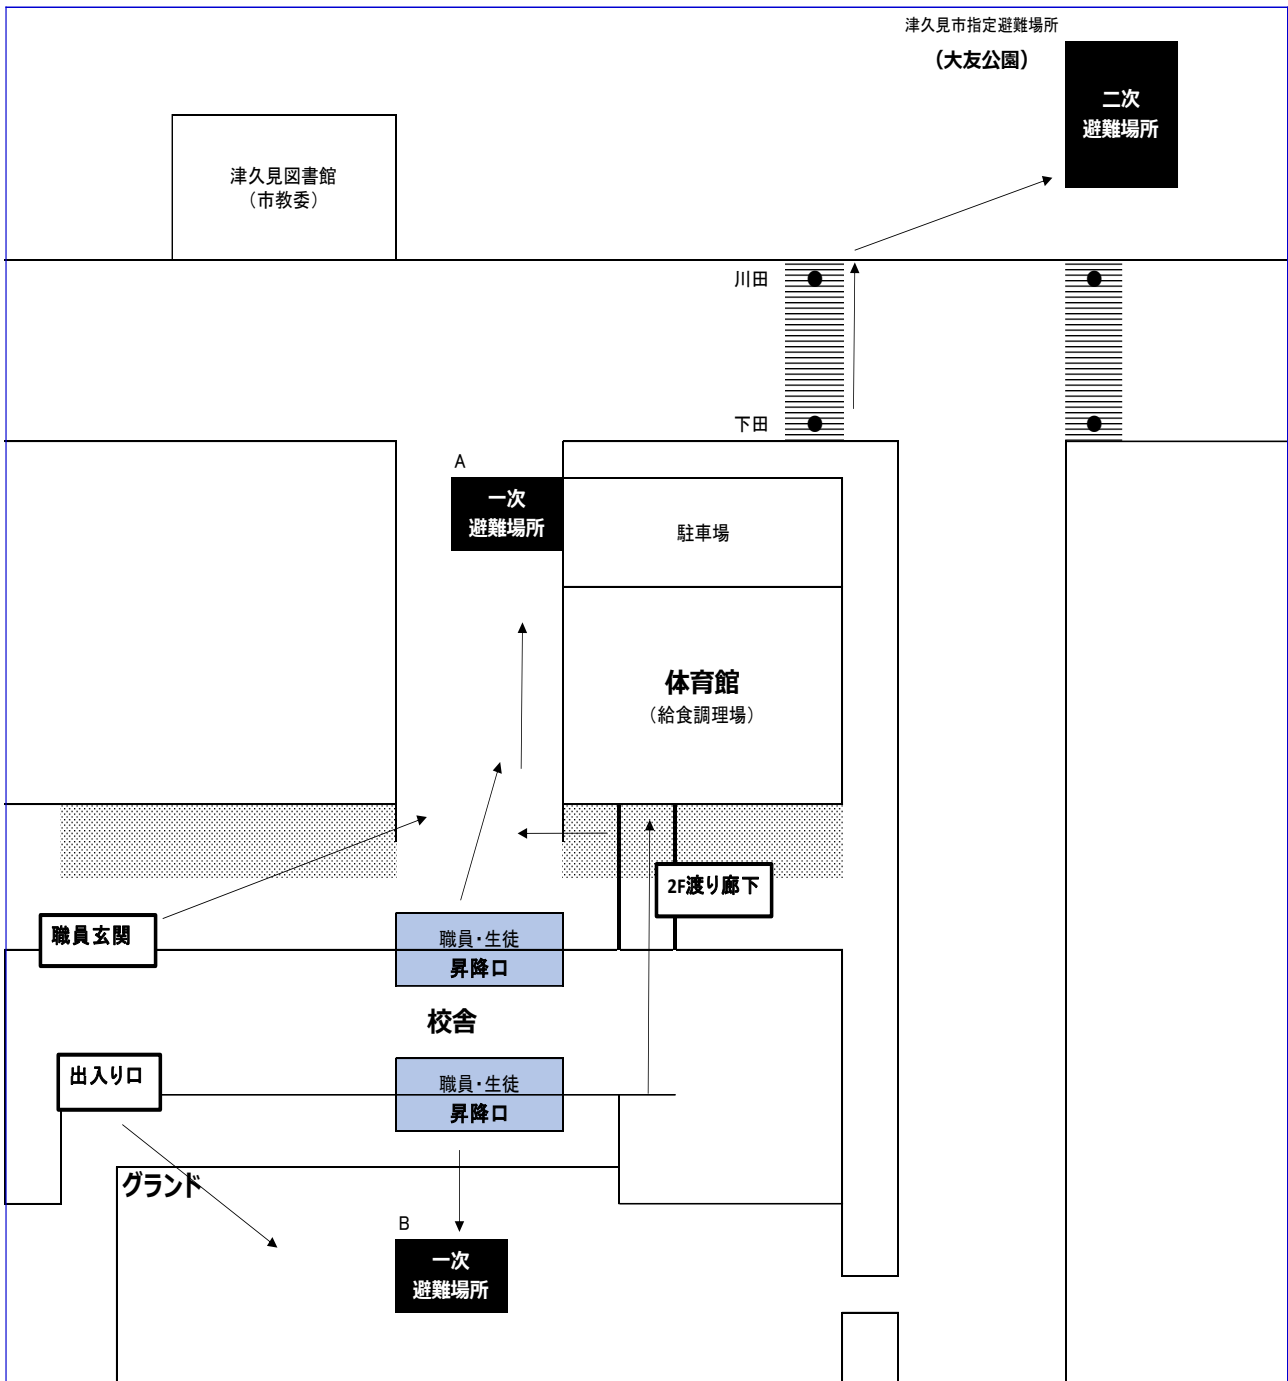 津久見市指定避難場所
（大友公園）
二次
避難場所
津久見図書館
（市教委）
川田
下田
A
一次
避難場所
駐車場
体育館
（給食調理場）
2F渡り廊下
職員玄関
職員・生徒
昇降口
校舎
出入り口
職員・生徒
昇降口
グランド
B
一次
避難場所